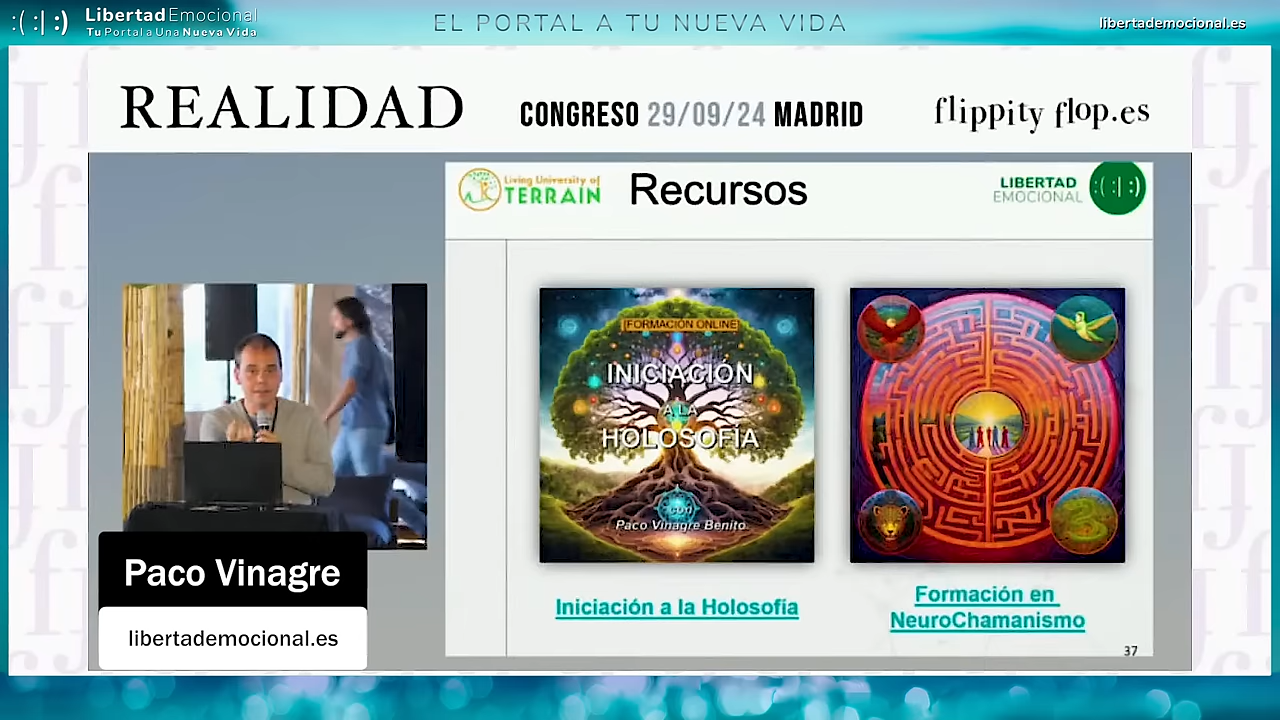 :(:|:)
Libertad Emocional
Tu Portal a Una Nueva Vida
EL PORTAL A TU NUEVA VIDA
libertademocional.es
REALIDAD
CONGRESO 29/09/24 MADRID
flippity flop.es
Living University of
TERRAIN
Recursos
LIBERTAD
EMOCIONAL
:(:|:)
[FORMACIÓN ONLINE]
INICIACIÓN
A LA
HOLOSOFÍA
con
Paco Vinagre Benito
Iniciación a la Holosofía
Formación en
NeuroChamanismo
37
Paco Vinagre
libertademocional.es